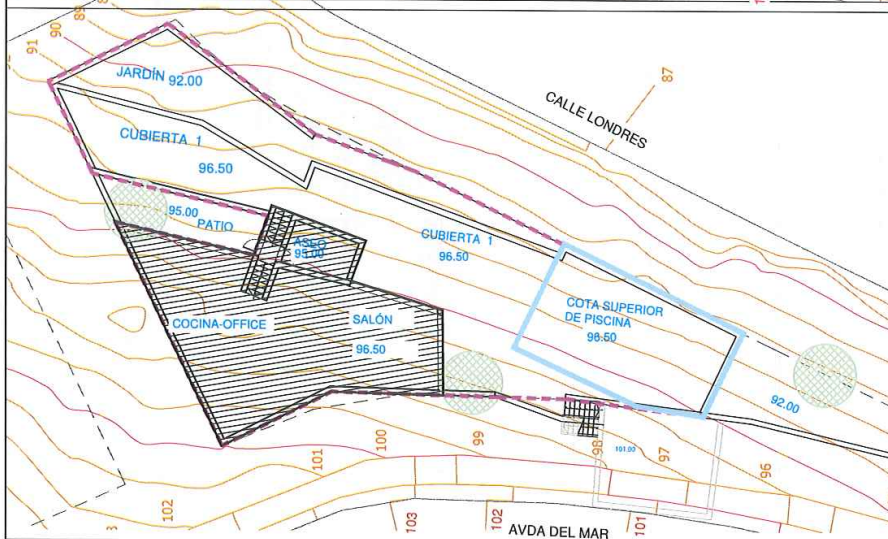 89
90
91
JARDÍN 92.00
87
CALLE LONDRES
CUBIERTA 1
96.50
95.00
PATIO
ASEO
95.00
CUBIERTA 1
96.50
COTA SUPERIOR
DE PISCINA
96.50
COCINA-OFFICE
SALÓN
96.50
92.00
102
101
100
99
98
101.00
97
96
103
102
101
AVDA DEL MAR